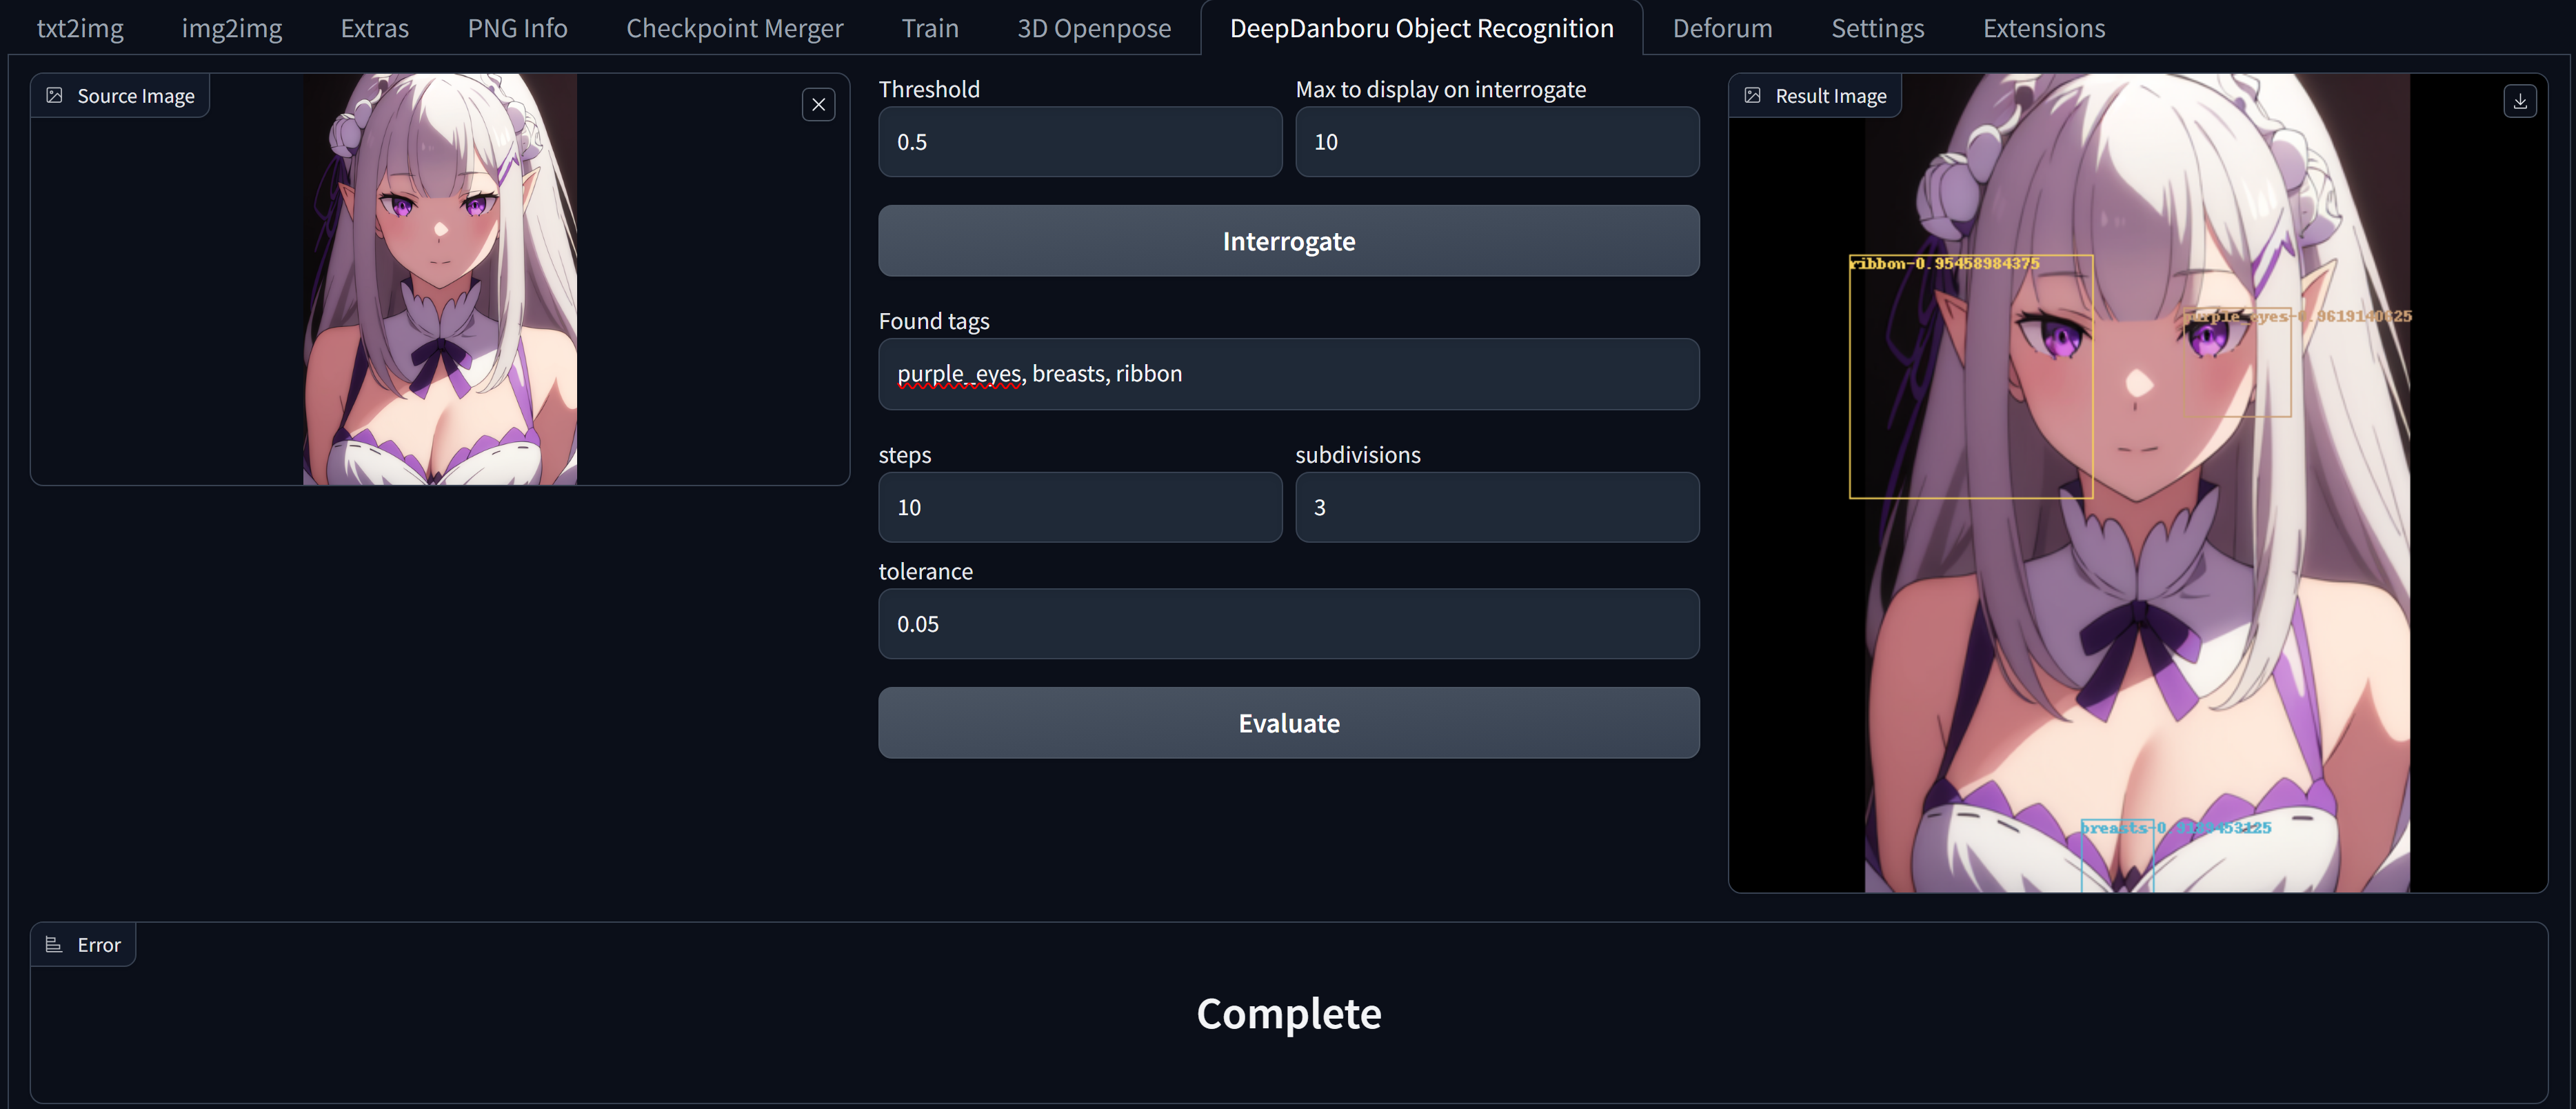 txt2img img2img Extras PNG Info Checkpoint Merger Train 3D Openpose DeepDanboru Object Recognition Deforum Settings Extensions
Source Image
Threshold
0.5
Max to display on interrogate
10
Interrogate
Found tags
purple_eyes, breasts, ribbon
steps
10
subdivisions
3
tolerance
0.05
Evaluate
Result Image
ribbon-0.95458984375
purple_eyes-0.9619140625
breasts-0.9189453125
Error
Complete